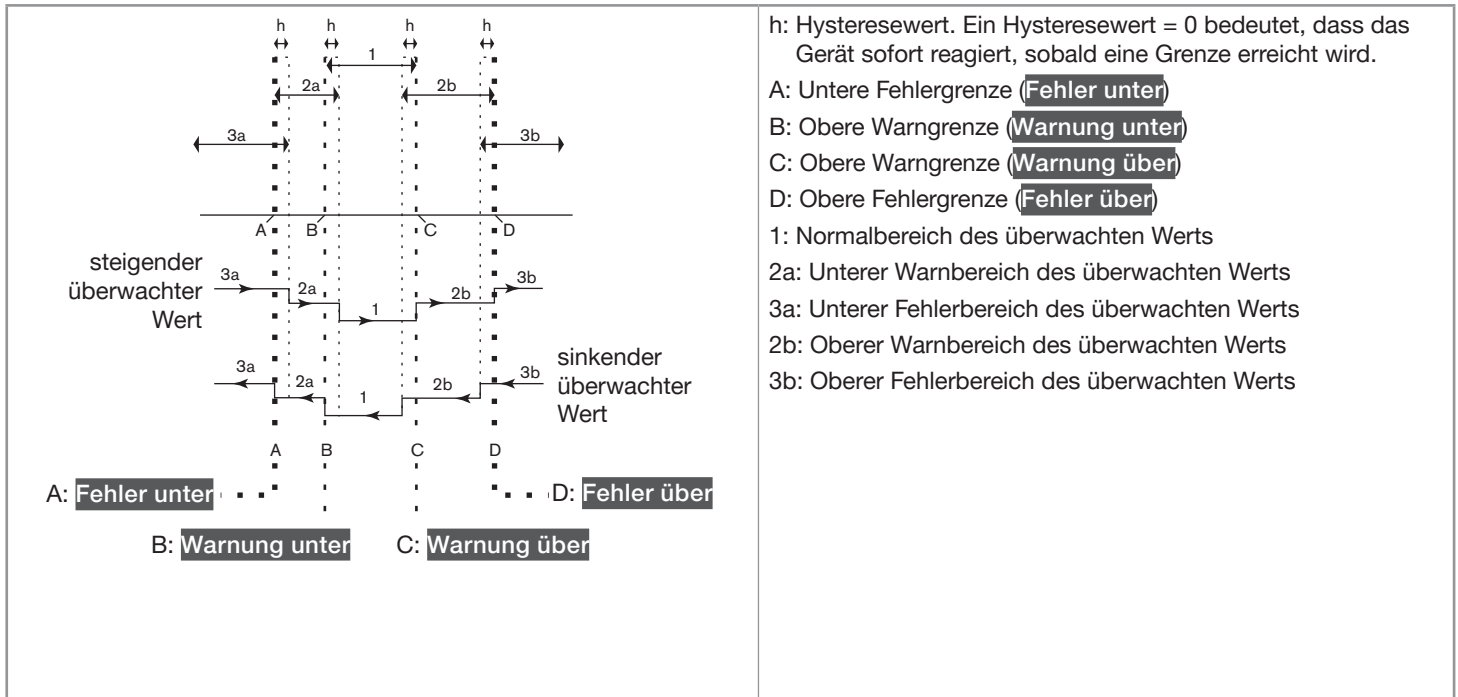 h h h h
1
2a 2b
3a 3b
A B C D
steigender
überwachter
Wert
3a 2a 1 2b 3b
sinkender
überwachter
Wert
3a 2a 1 2b 3b
A B C D
A: Fehler unter
D: Fehler über
B: Warnung unter
C: Warnung über
h: Hysteresewert. Ein Hysteresewert = 0 bedeutet, dass das
Gerät sofort reagiert, sobald eine Grenze erreicht wird.
A: Untere Fehlergrenze (Fehler unter)
B: Obere Warngrenze (Warnung unter)
C: Obere Warngrenze (Warnung über)
D: Obere Fehlergrenze (Fehler über)
1: Normalbereich des überwachten Werts
2a: Unterer Warnbereich des überwachten Werts
3a: Unterer Fehlerbereich des überwachten Werts
2b: Oberer Warnbereich des überwachten Werts
3b: Oberer Fehlerbereich des überwachten Werts